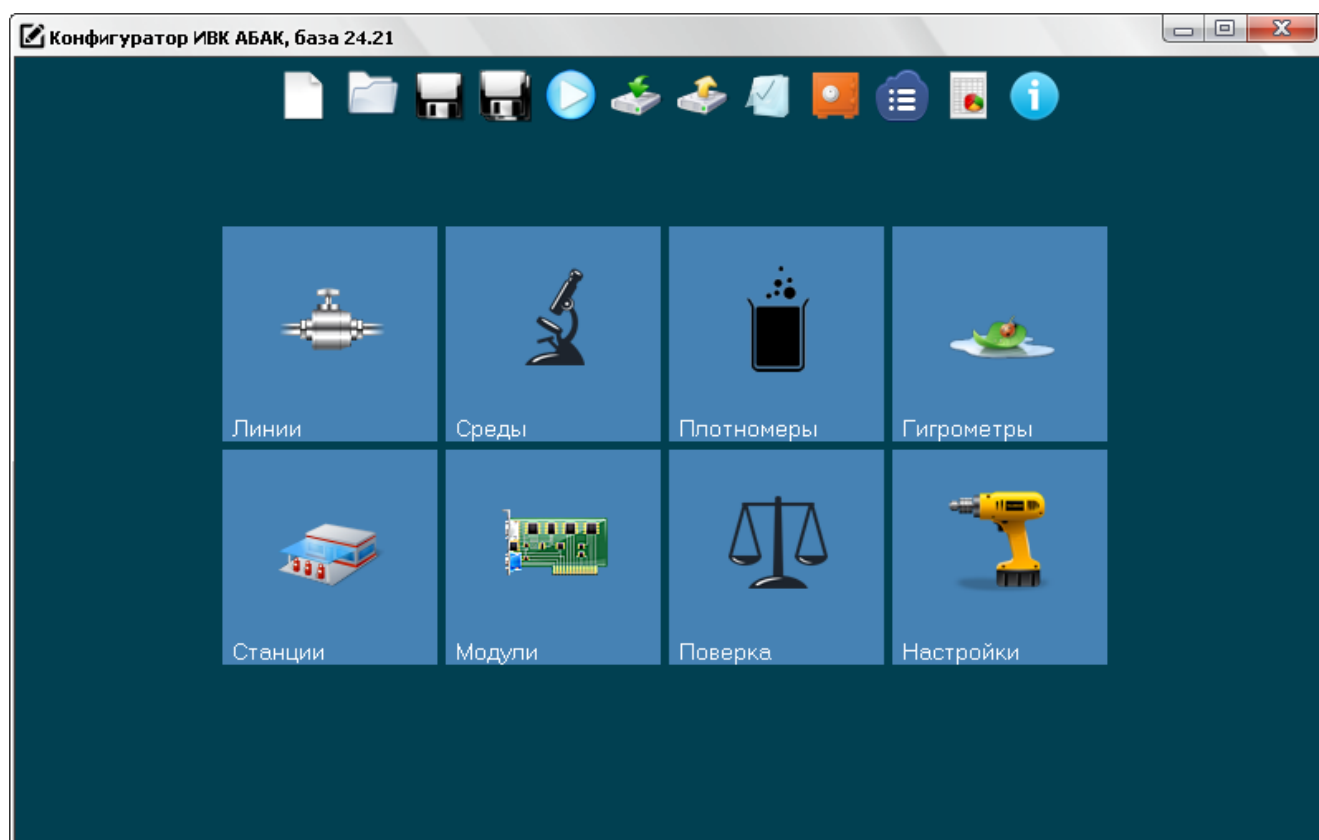 Конфигуратор ИВК АБАК, база 24.21
Линии
Среды
Плотномеры
Гигрометры
Станции
Модули
Поверка
Настройки